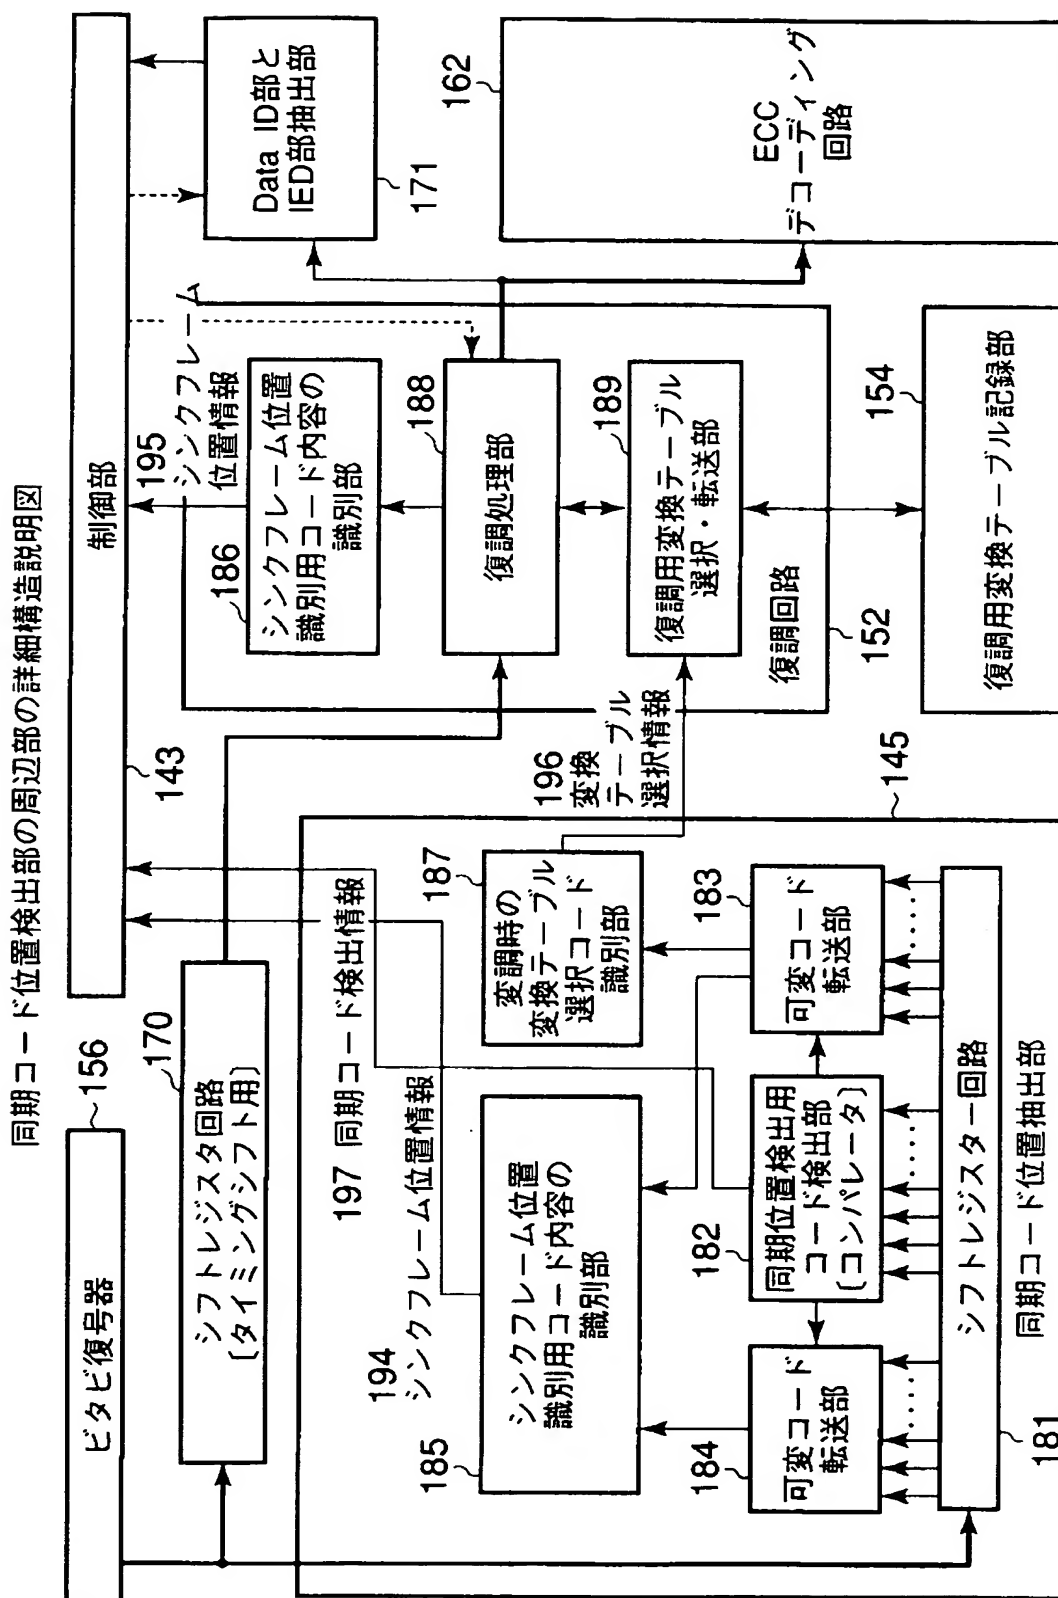 同期コード位置検出部の周辺部の詳細構造説明図
ビタビ復号器
156
制御部
143
170
シフトレジスタ回路
〔タイミングシフト用〕
197 同期コード検出情報
194
シンクフレーム位置情報
185
シンクフレーム位置
識別用コード内容の
識別部
187
変調時の
変換テーブル
選択コード
識別部
184
可変コード
転送部
182
同期位置検出用
コード検出部
〔コンパレータ〕
183
可変コード
転送部
シフトレジスター回路
181
同期コード位置抽出部
145
196
変換
テーブル
選択情報
195
シンクフレーム
位置情報
186
シンクフレーム位置
識別用コード内容の
識別部
188
復調処理部
189
復調用変換テーブル
選択・転送部
復調回路
152
154
復調用変換テーブル記録部
Data ID部と
IED部抽出部
171
162
ECC
デコーディング
回路